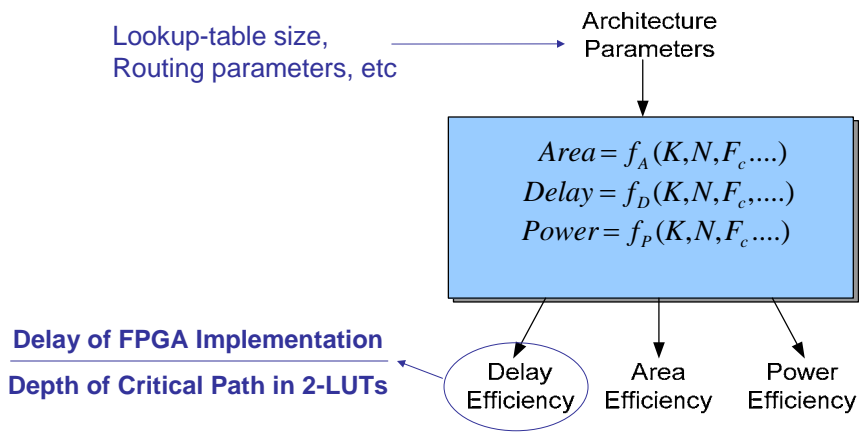 Lookup-table size,
Routing parameters, etc
Architecture
Parameters
Area = f_A (K,N,F_c....)
Delay = f_D (K,N,F_c,....)
Power = f_P (K,N,F_c....)
Delay of FPGA Implementation
Depth of Critical Path in 2-LUTs
Delay
Efficiency
Area
Efficiency
Power
Efficiency